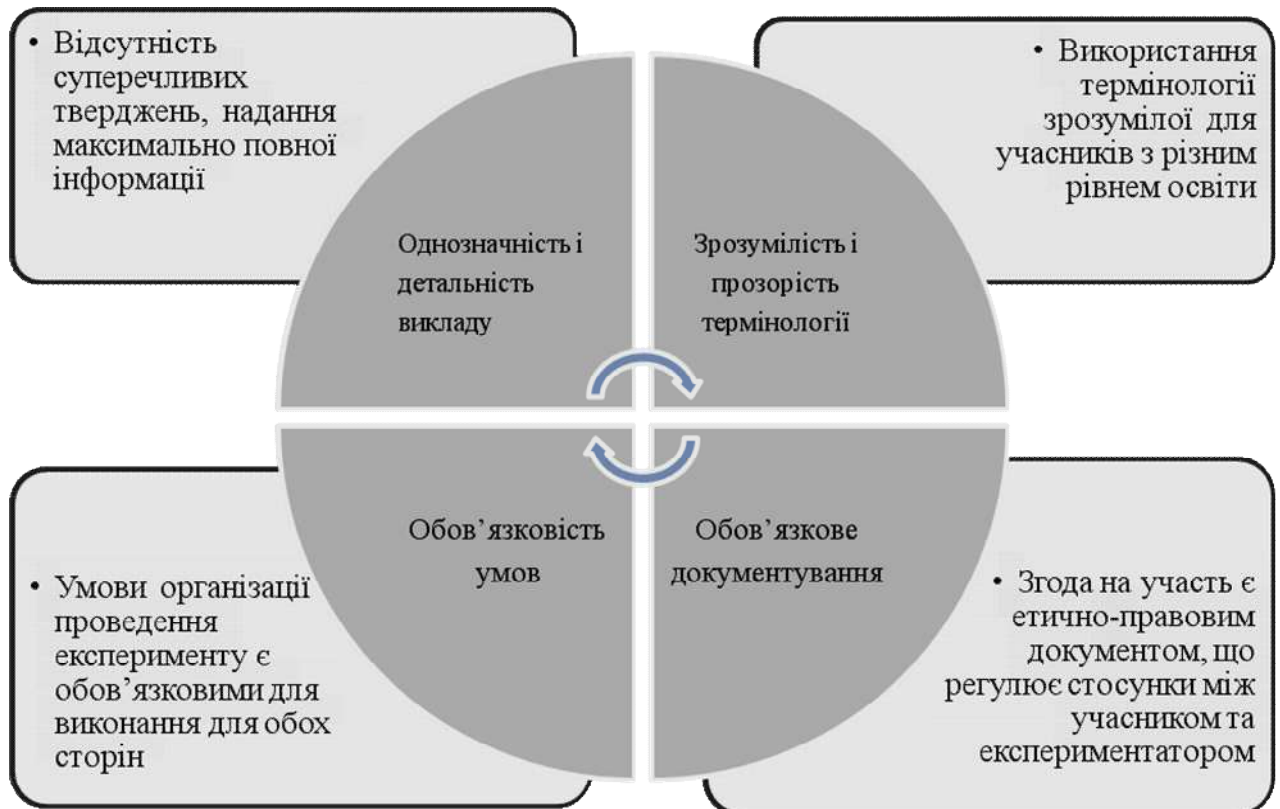 • Відсутність
суперечливих
тверджень, надання
максимально повної
інформації
• Використання
термінології
зрозумілої для
учасників з різним
рівнем освіти
Однозначність і
детальність
викладу
Зрозумілість і
прозорість
термінології
Обов’язковість
умов
Обов’язкове
документування
• Умови організації
проведення
експерименту є
обов’язковими для
виконання для обох
сторін
• Згода на участь є
етично-правовим
документом, що
регулює стосунки між
учасником та
експериментатором